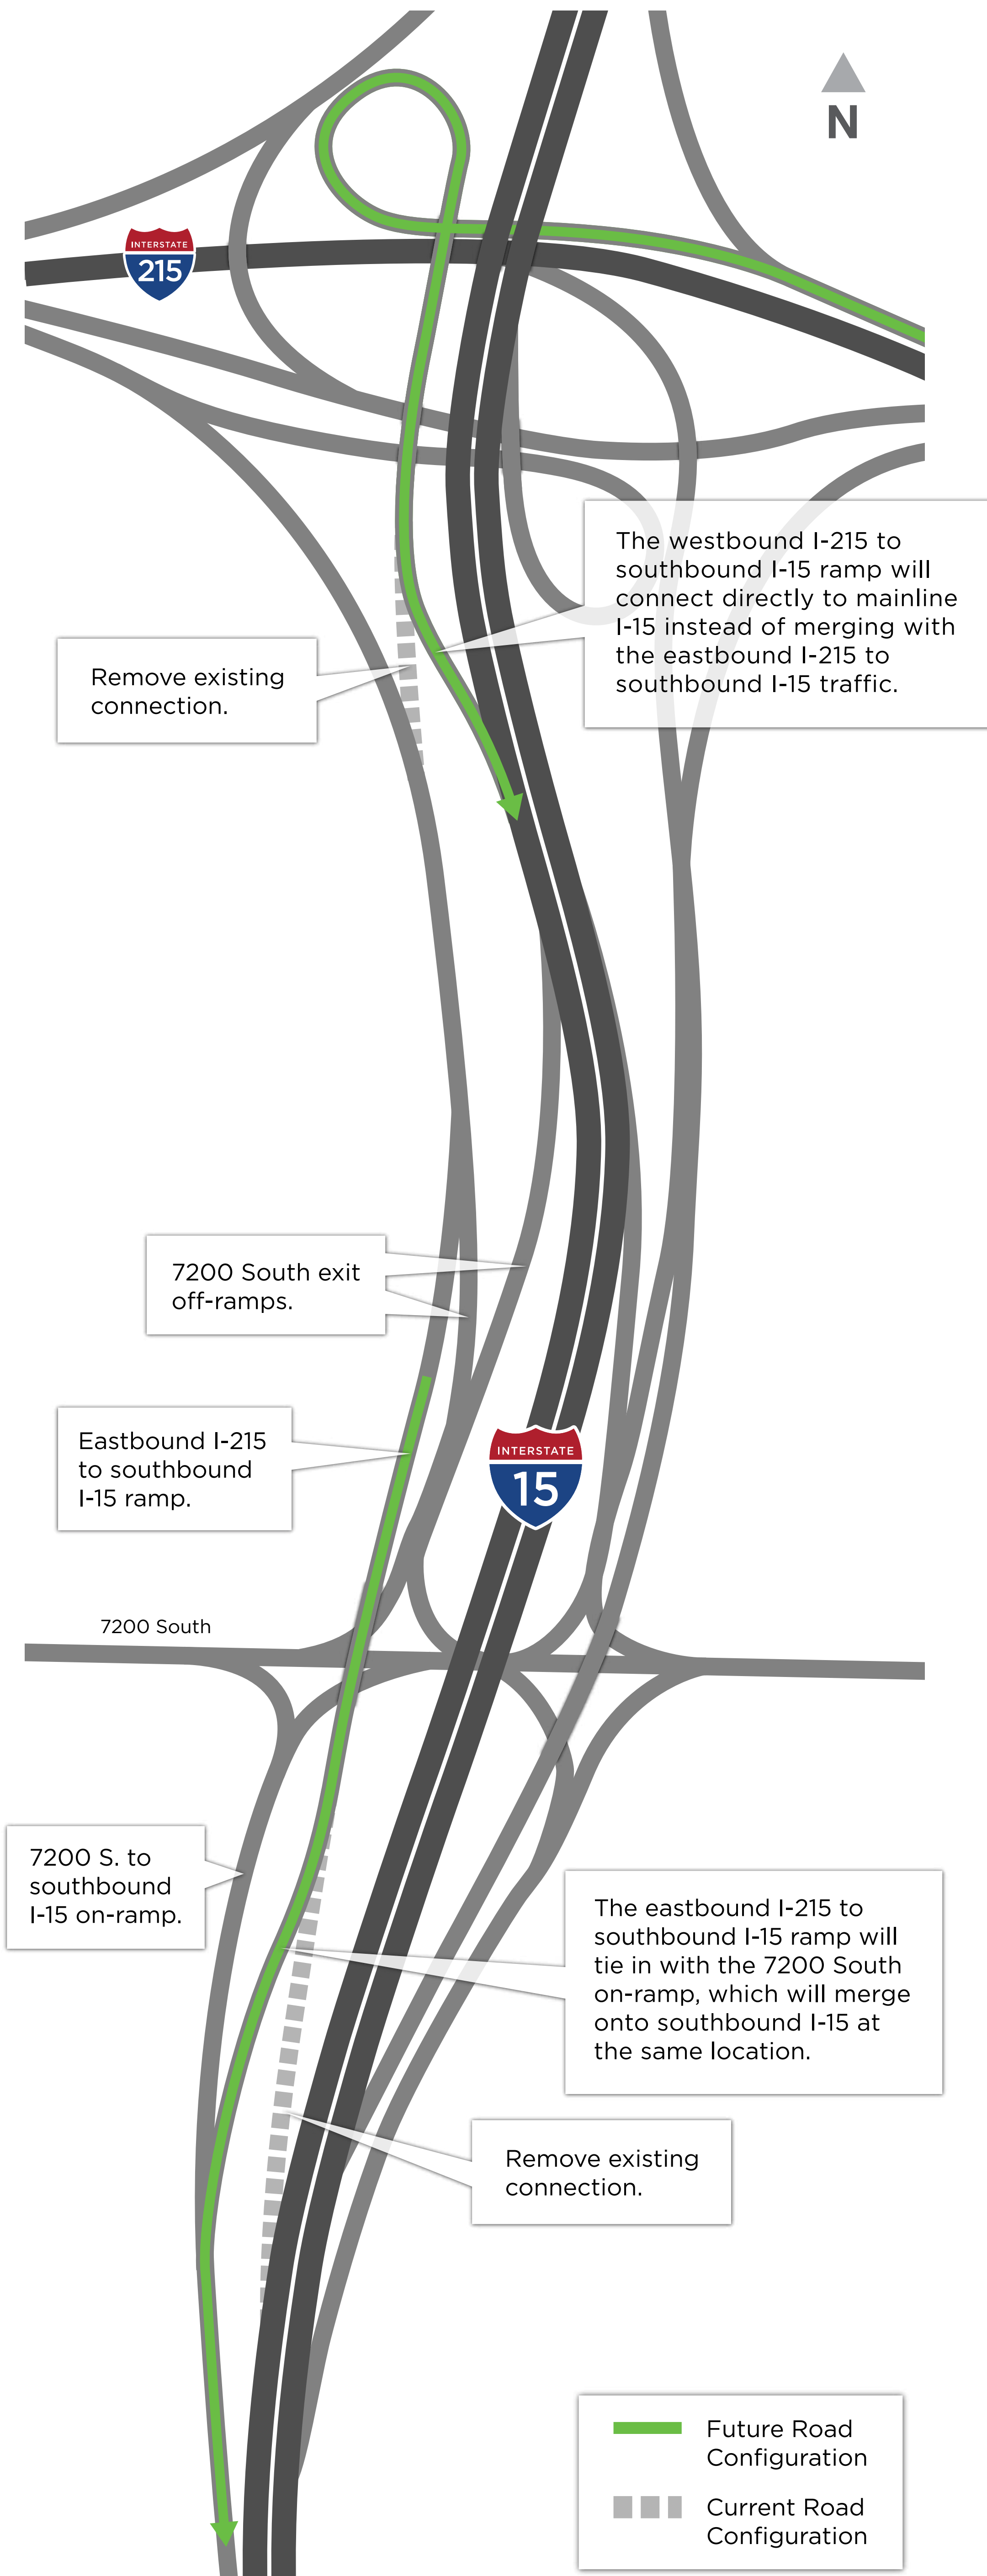 N
INTERSTATE
215
The westbound I-215 to
southbound I-15 ramp will
connect directly to mainline
I-15 instead of merging with
the eastbound I-215 to
southbound I-15 traffic.
Remove existing
connection.
7200 South exit
off-ramps.
Eastbound I-215
to southbound
I-15 ramp.
INTERSTATE
15
7200 South
7200 S. to
southbound
I-15 on-ramp.
The eastbound I-215 to
southbound I-15 ramp will
tie in with the 7200 South
on-ramp, which will merge
onto southbound I-15 at
the same location.
Remove existing
connection.
Future Road
Configuration
Current Road
Configuration